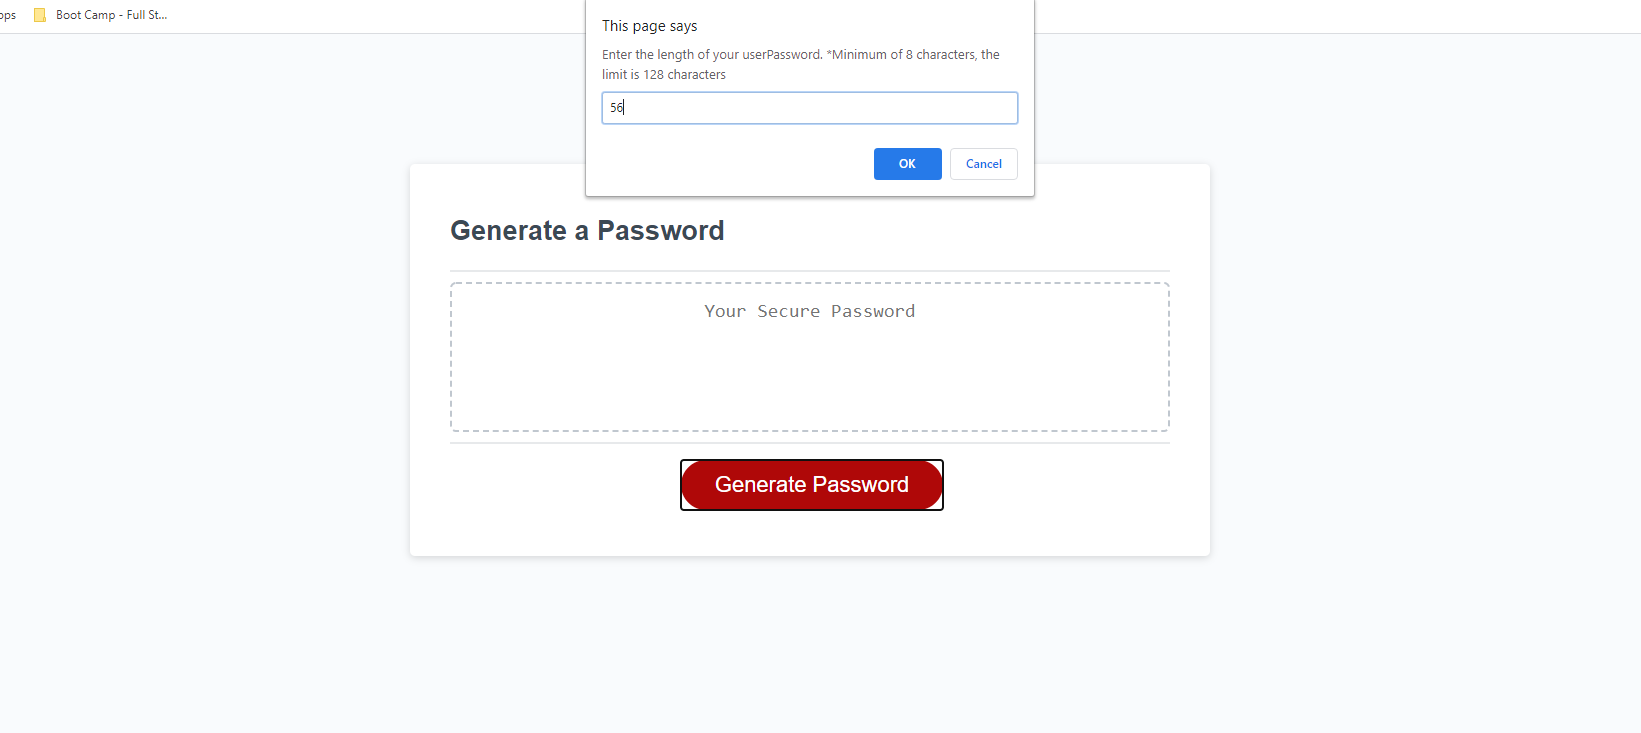 ops Boot Camp - Full St...
This page says
Enter the length of your userPassword. *Minimum of 8 characters, the
limit is 128 characters
56
OK Cancel
Generate a Password
Your Secure Password
Generate Password